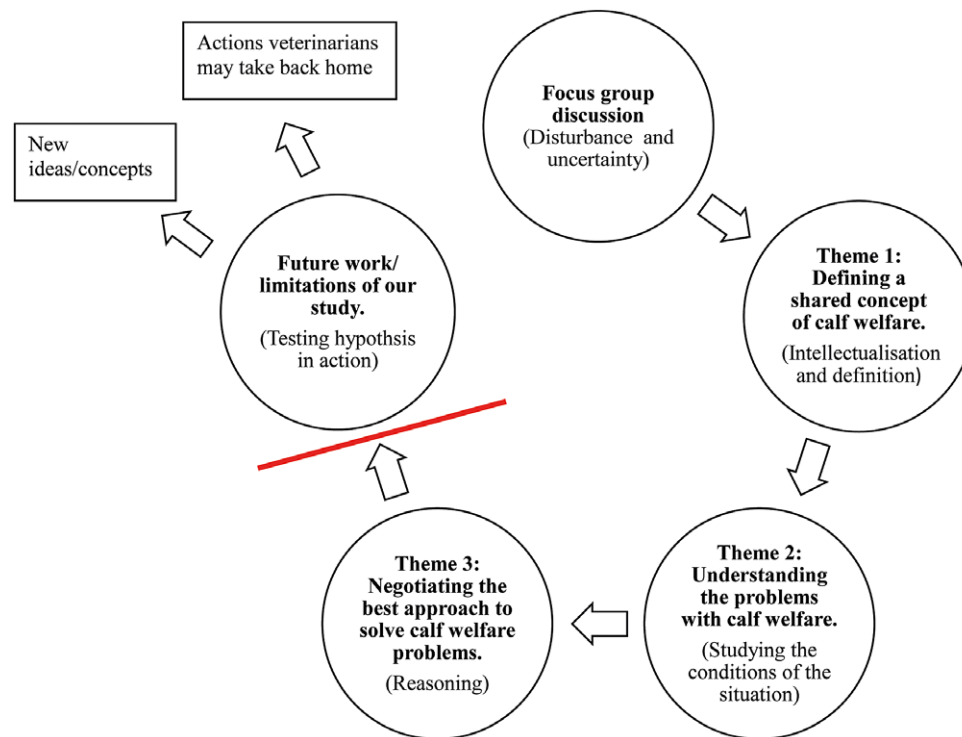 Actions veterinarians
may take back home
New
ideas/concepts
Focus group
discussion
(Disturbance and
uncertainty)
Theme 1:
Defining a
shared concept
of calf welfare.
(Intellectualisation
and definition)
Theme 2:
Understanding
the problems
with calf welfare.
(Studying the
conditions of the
situation)
Theme 3:
Negotiating the
best approach to
solve calf welfare
problems.
(Reasoning)
Future work/
limitations of our
study.
(Testing hypothsis
in action)